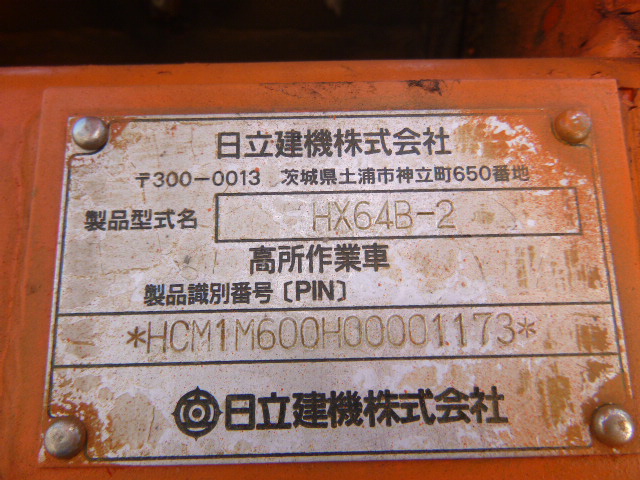 日立建機株式会社
〒300-0013 茨城県土浦市神立町650番地
製品型式名 HX64B-2
高所作業車
製品識別番号〔PIN〕
*HCM1M600H00001173*
日立建機株式会社